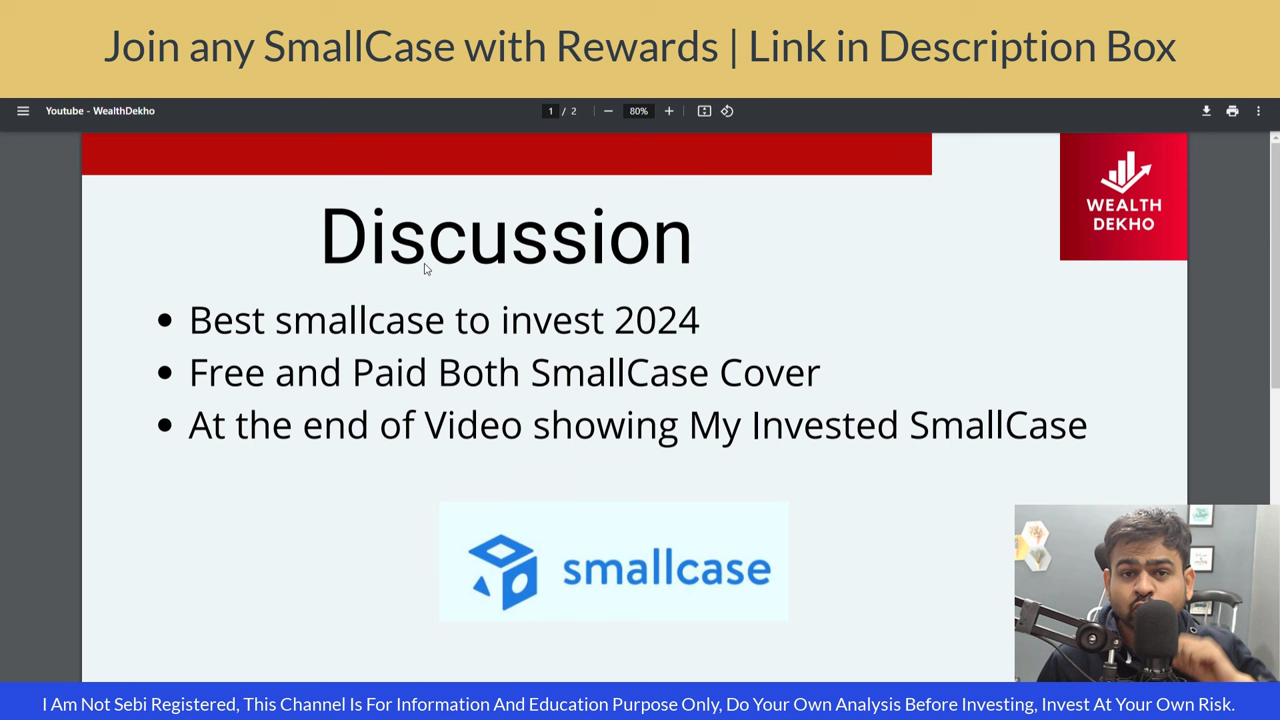 Join any SmallCase with Rewards | Link in Description Box
Youtube - WealthDekho
1 / 2
80%
WEALTH
DEKHO
Discussion
• Best smallcase to invest 2024
• Free and Paid Both SmallCase Cover
• At the end of Video showing My Invested SmallCase
smallcase
I Am Not Sebi Registered, This Channel Is For Information And Education Purpose Only, Do Your Own Analysis Before Investing, Invest At Your Own Risk.